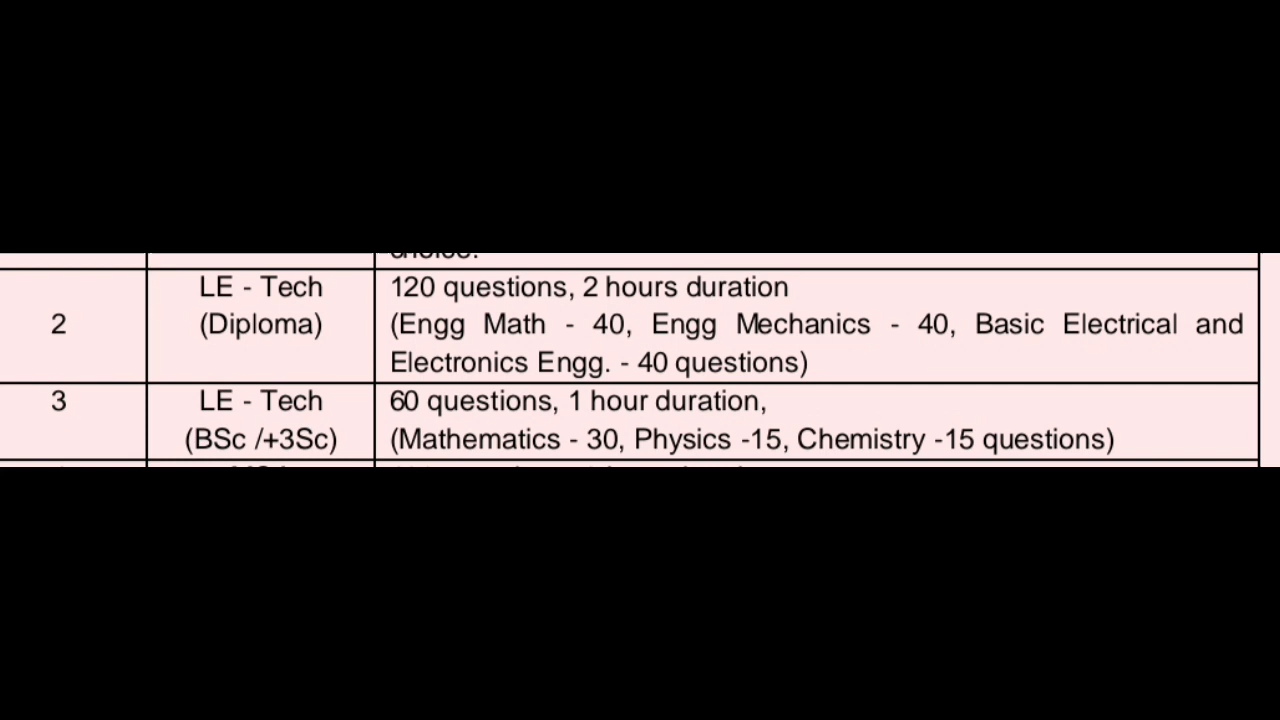 choice.
2
LE - Tech
(Diploma)
120 questions, 2 hours duration
(Engg Math - 40, Engg Mechanics - 40, Basic Electrical and
Electronics Engg. - 40 questions)
3
LE - Tech
(BSc /+3Sc)
60 questions, 1 hour duration,
(Mathematics - 30, Physics -15, Chemistry -15 questions)